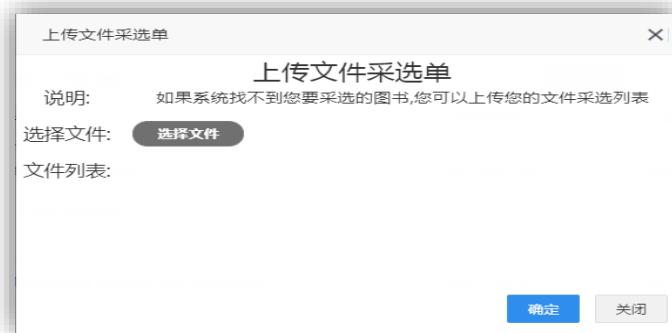 上传文件采选单
上传文件采选单
说明: 如果系统找不到您要采选的图书,您可以上传您的文件采选列表
选择文件: 选择文件
文件列表:
确定 关闭